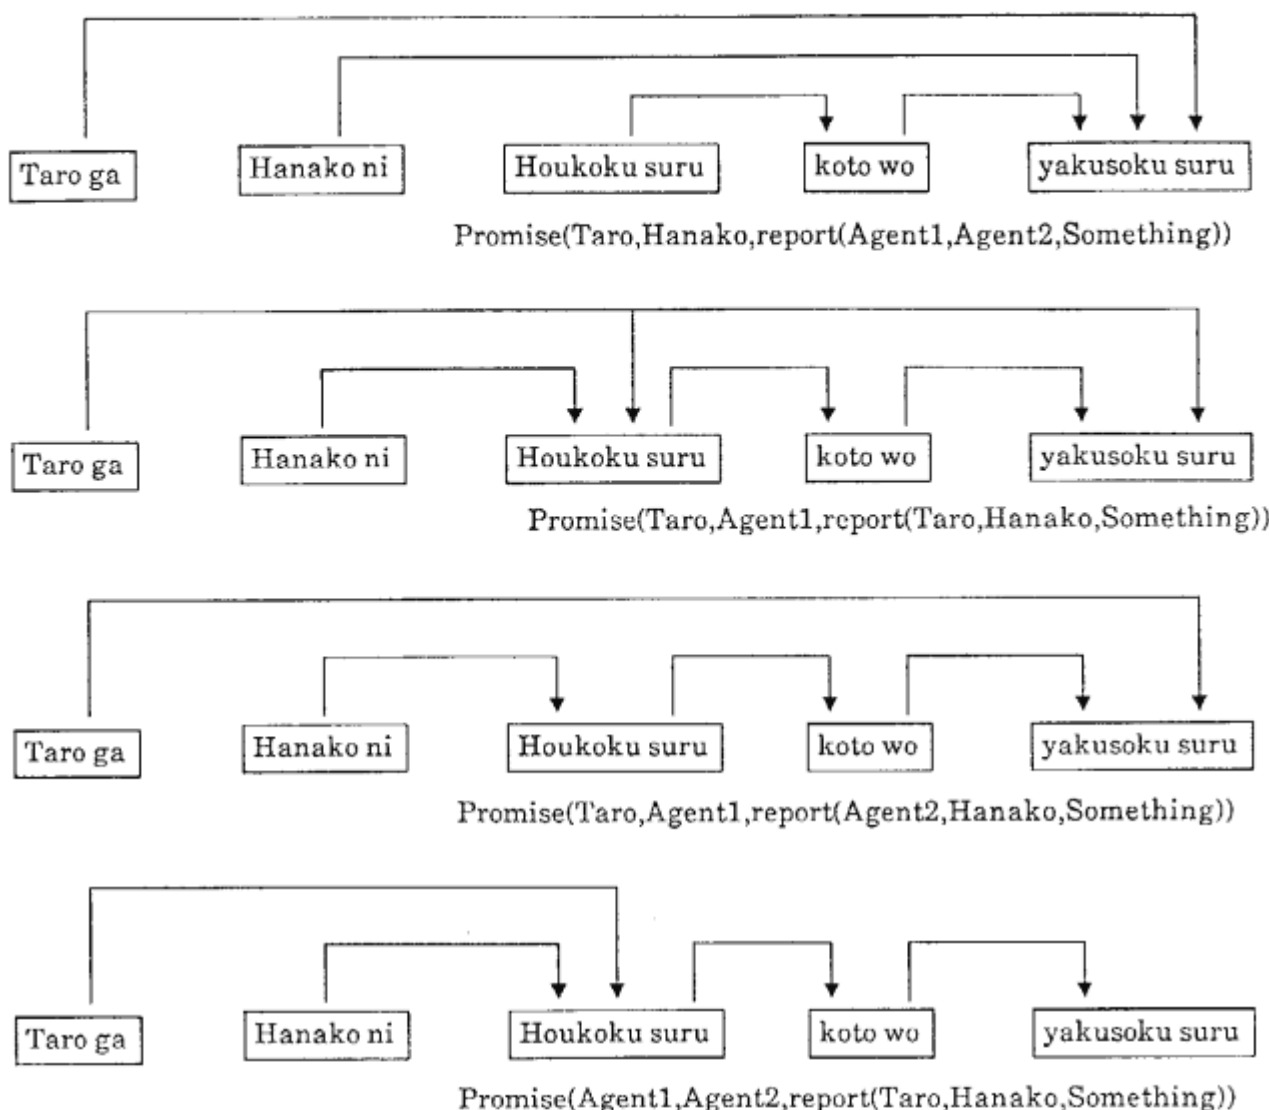 Taro ga Hanako ni Houkoku suru koto wo yakusoku suru
Promise(Taro,Hanako,report(Agent1,Agent2,Something))
Taro ga Hanako ni Houkoku suru koto wo yakusoku suru
Promise(Taro,Agent1,report(Taro,Hanako,Something))
Taro ga Hanako ni Houkoku suru koto wo yakusoku suru
Promise(Taro,Agent1,report(Agent2,Hanako,Something))
Taro ga Hanako ni Houkoku suru koto wo yakusoku suru
Promise(Agent1,Agent2,report(Taro,Hanako,Something))